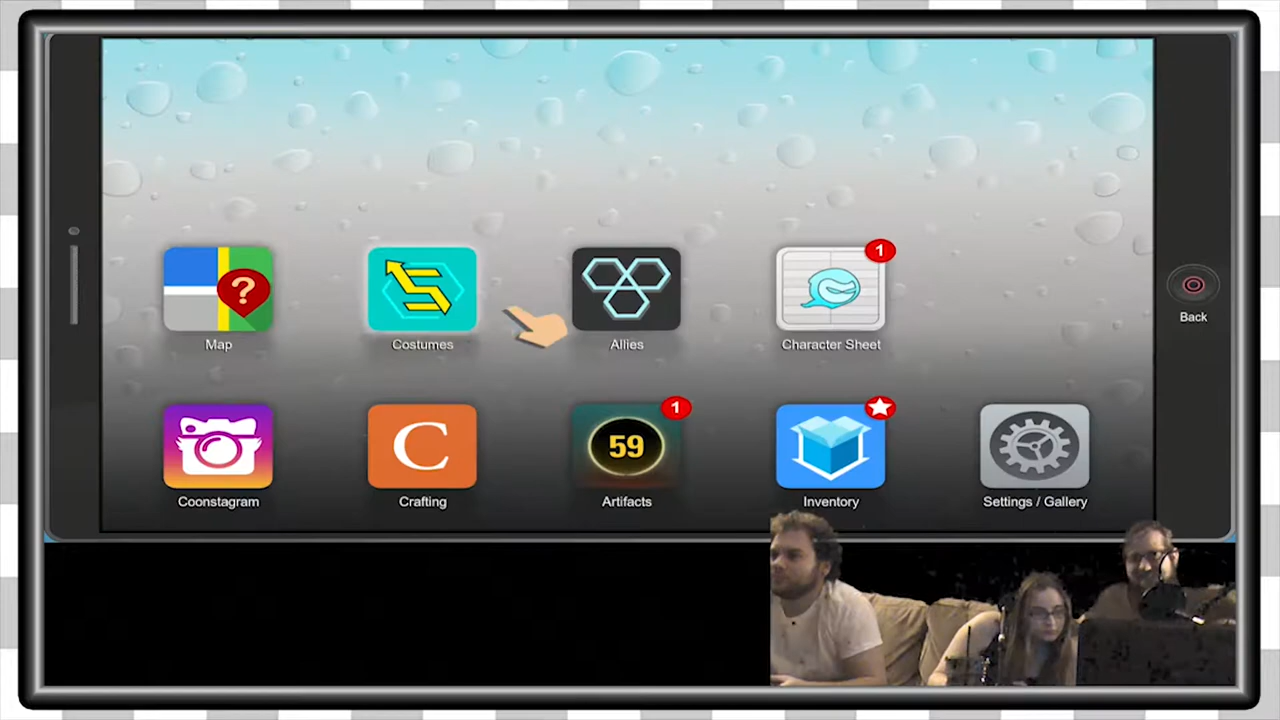 ?
1
Map
Costumes
Allies
Character Sheet
Back
1
C
59
Coonstagram
Crafting
Artifacts
Inventory
Settings / Gallery